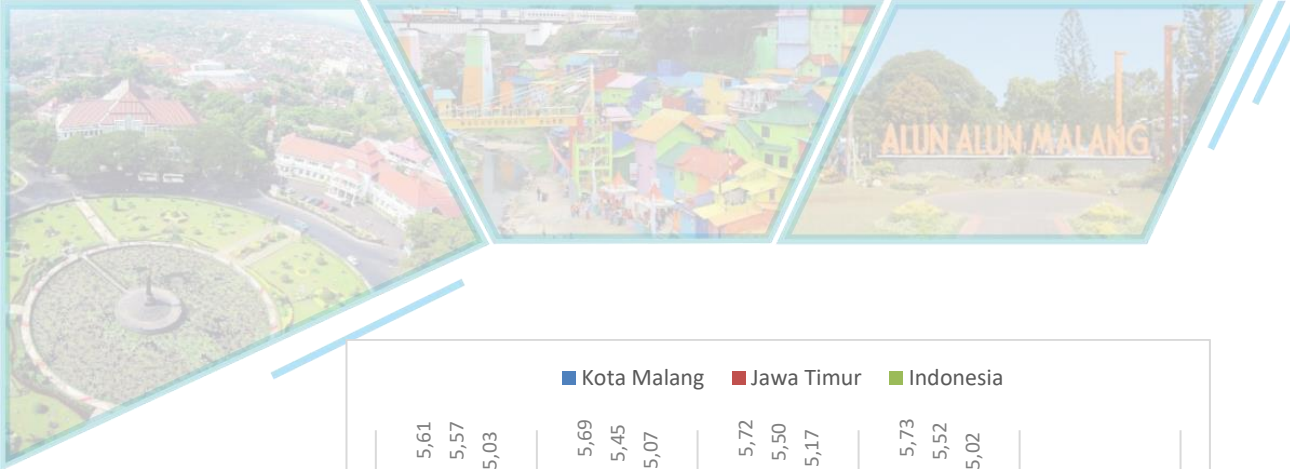 ALUN ALUN MALANG
Kota Malang Jawa Timur Indonesia
5,61 5,57 5,03 5,69 5,45 5,07 5,72 5,50 5,17 5,73 5,52 5,02